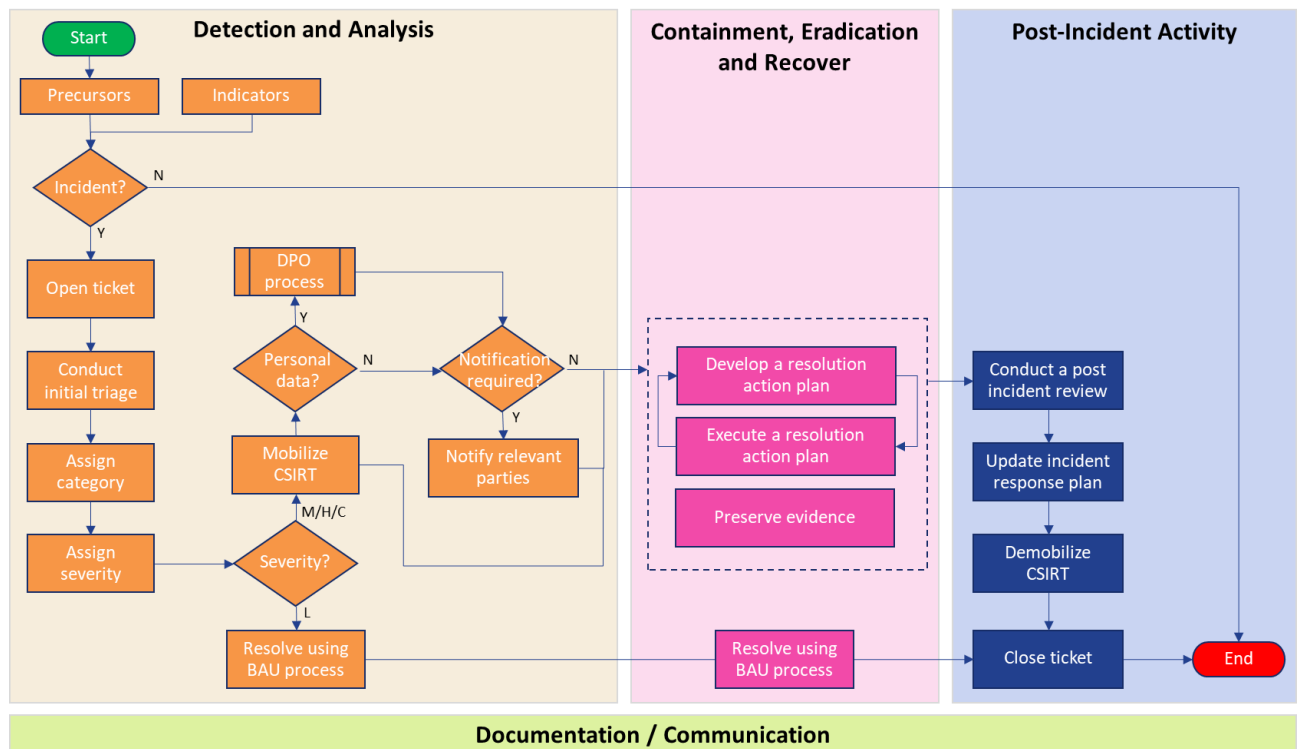 Detection and Analysis
Start
Precursors
Indicators
Incident?
N
Y
Open ticket
Conduct
initial triage
Assign
category
Assign
severity
DPO
process
Y
Personal
data?
N
Notification
required?
N
Y
Mobilize
CSIRT
Notify relevant
parties
M/H/C
Severity?
L
Resolve using
BAU process
Containment, Eradication
and Recover
Develop a resolution
action plan
Execute a resolution
action plan
Preserve evidence
Resolve using
BAU process
Post-Incident Activity
Conduct a post
incident review
Update incident
response plan
Demobilize
CSIRT
Close ticket
End
Documentation / Communication